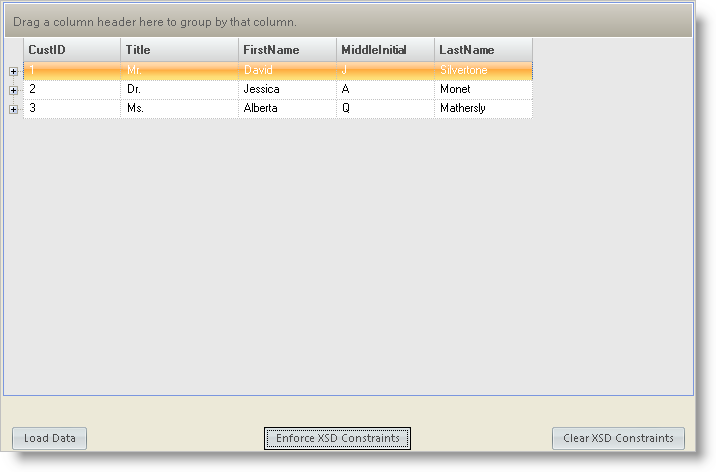 Drag a column header here to group by that column.
CustID Title FirstName MiddleInitial LastName
1 Mr. David J Silvertone
2 Dr. Jessica A Monet
3 Ms. Alberta Q Mathersly
Load Data Enforce XSD Constraints Clear XSD Constraints